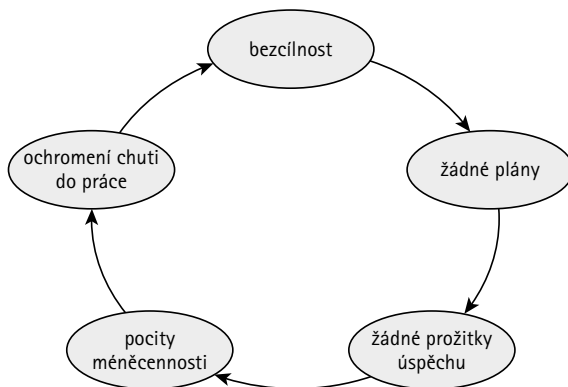 bezcílnost
žádné plány
žádné prožitky
úspěchu
pocity
méněcennosti
ochromení chuti
do práce